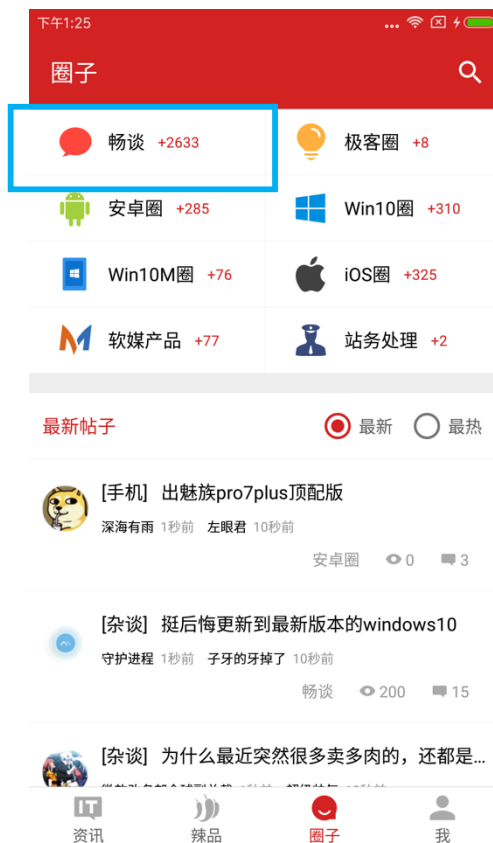 下午1:25
圈子
畅谈 +2633
极客圈 +8
安卓圈 +285
Win10圈 +310
Win10M圈 +76
iOS圈 +325
软媒产品 +77
站务处理 +2
最新帖子 最新 最热
[手机] 出魅族pro7plus顶配版
深海有雨 1秒前 左眼君 10秒前
安卓圈 0 3
[杂谈] 挺后悔更新到最新版本的windows10
守护进程 1秒前 子牙的牙掉了 10秒前
畅谈 200 15
[杂谈] 为什么最近突然很多卖多肉的，还都是...
IT
资讯 辣品 圈子 我